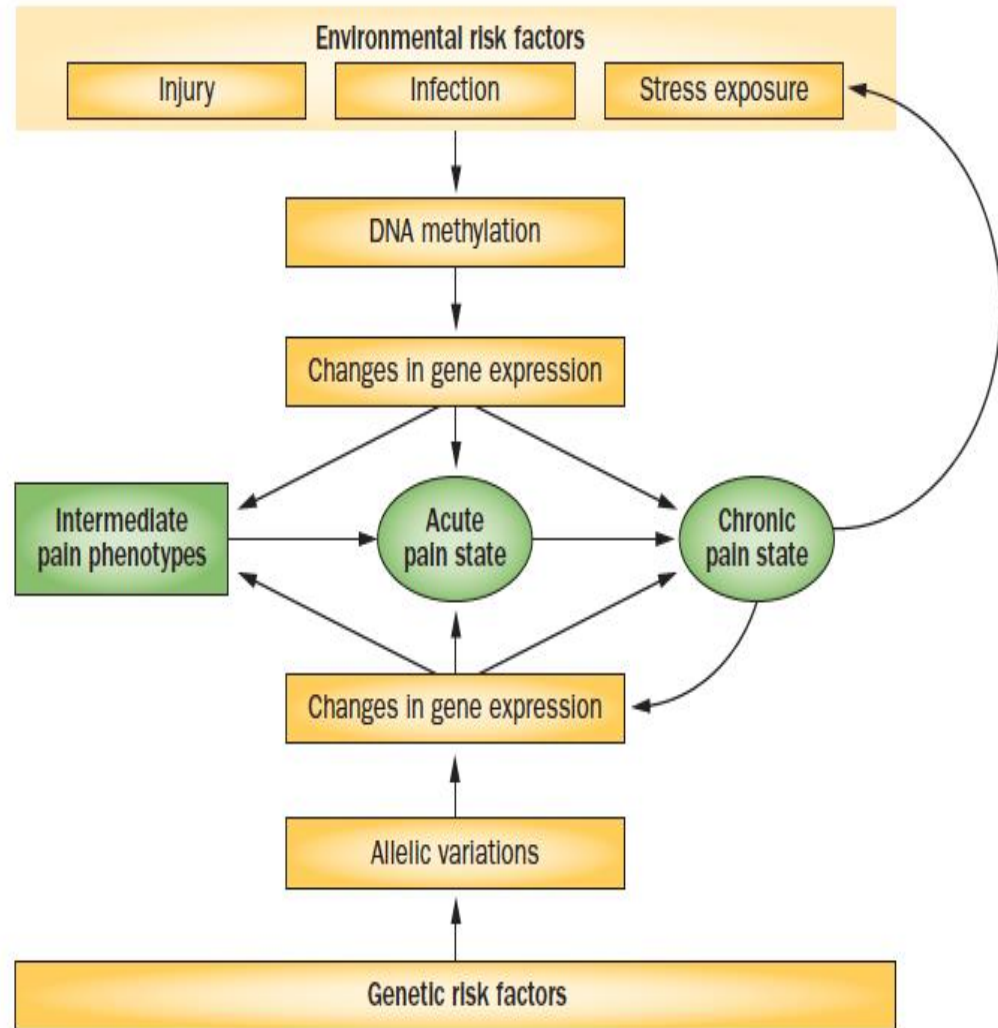 Environmental risk factors
Injury
Infection
Stress exposure
DNA methylation
Changes in gene expression
Intermediate
pain phenotypes
Acute
pain state
Chronic
pain state
Changes in gene expression
Allelic variations
Genetic risk factors